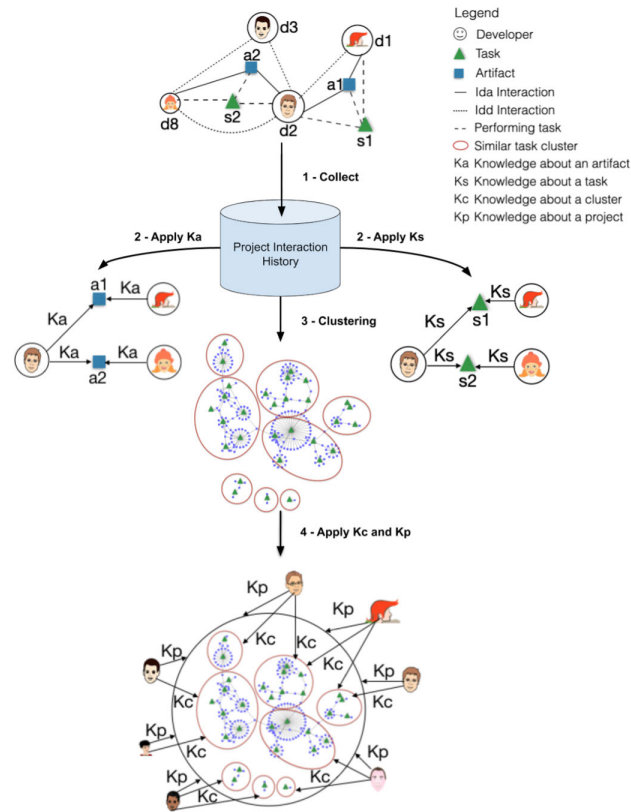 Legend
Developer
Task
Artifact
Ida Interaction
Idd Interaction
Performing task
Similar task cluster
Ka Knowledge about an artifact
Ks Knowledge about a task
Kc Knowledge about a cluster
Kp Knowledge about a project
d3
d1
a2
a1
d8
s2
d2
s1
1 - Collect
2 - Apply Ka
Project Interaction
History
2 - Apply Ks
a1
Ka
Ka
Ka
Ka
a2
Ks
s1
Ks
Ks
Ks
s2
3 - Clustering
4 - Apply Kc and Kp
Kp
Kp
Kc
Kc
Kp
Kp
Kc
Kc
Kp
Kc
Kp
Kp
Kc
Kc